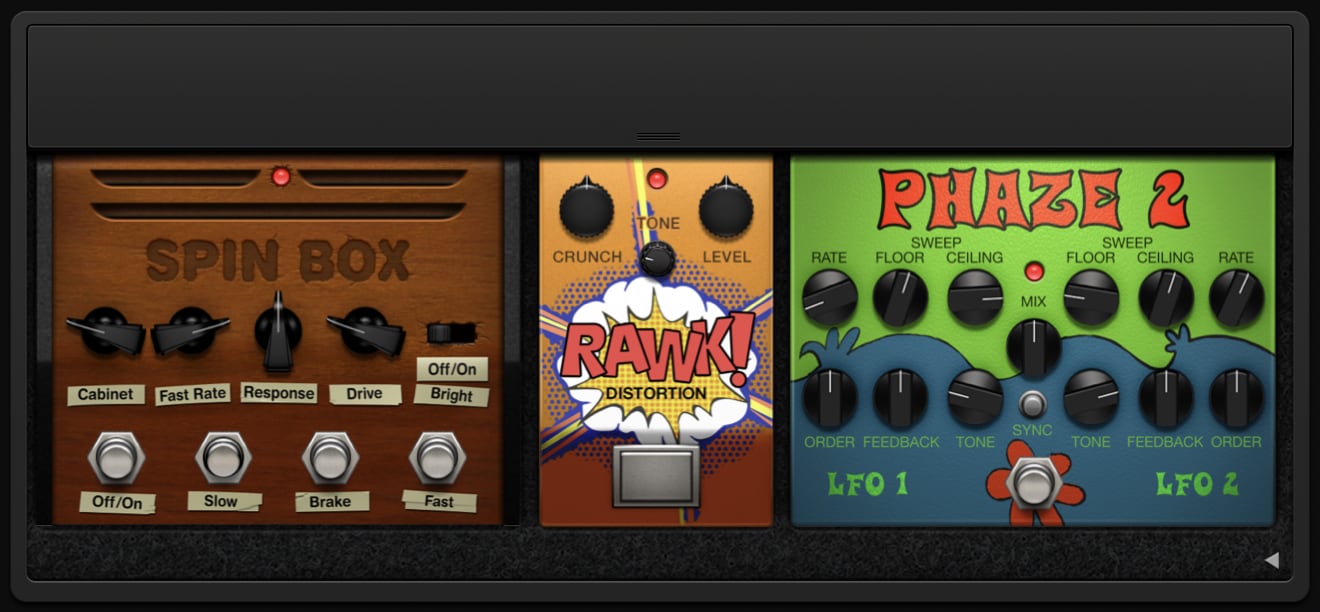 SPIN BOX
Cabinet
Fast Rate
Response
Drive
Off/On
Bright
Off/On
Slow
Brake
Fast
TONE
CRUNCH
LEVEL
RAWK!
DISTORTION
PHAZE 2
SWEEP SWEEP
RATE FLOOR CEILING FLOOR CEILING RATE
MIX
SYNC
ORDER FEEDBACK TONE TONE FEEDBACK ORDER
LFO 1 LFO 2